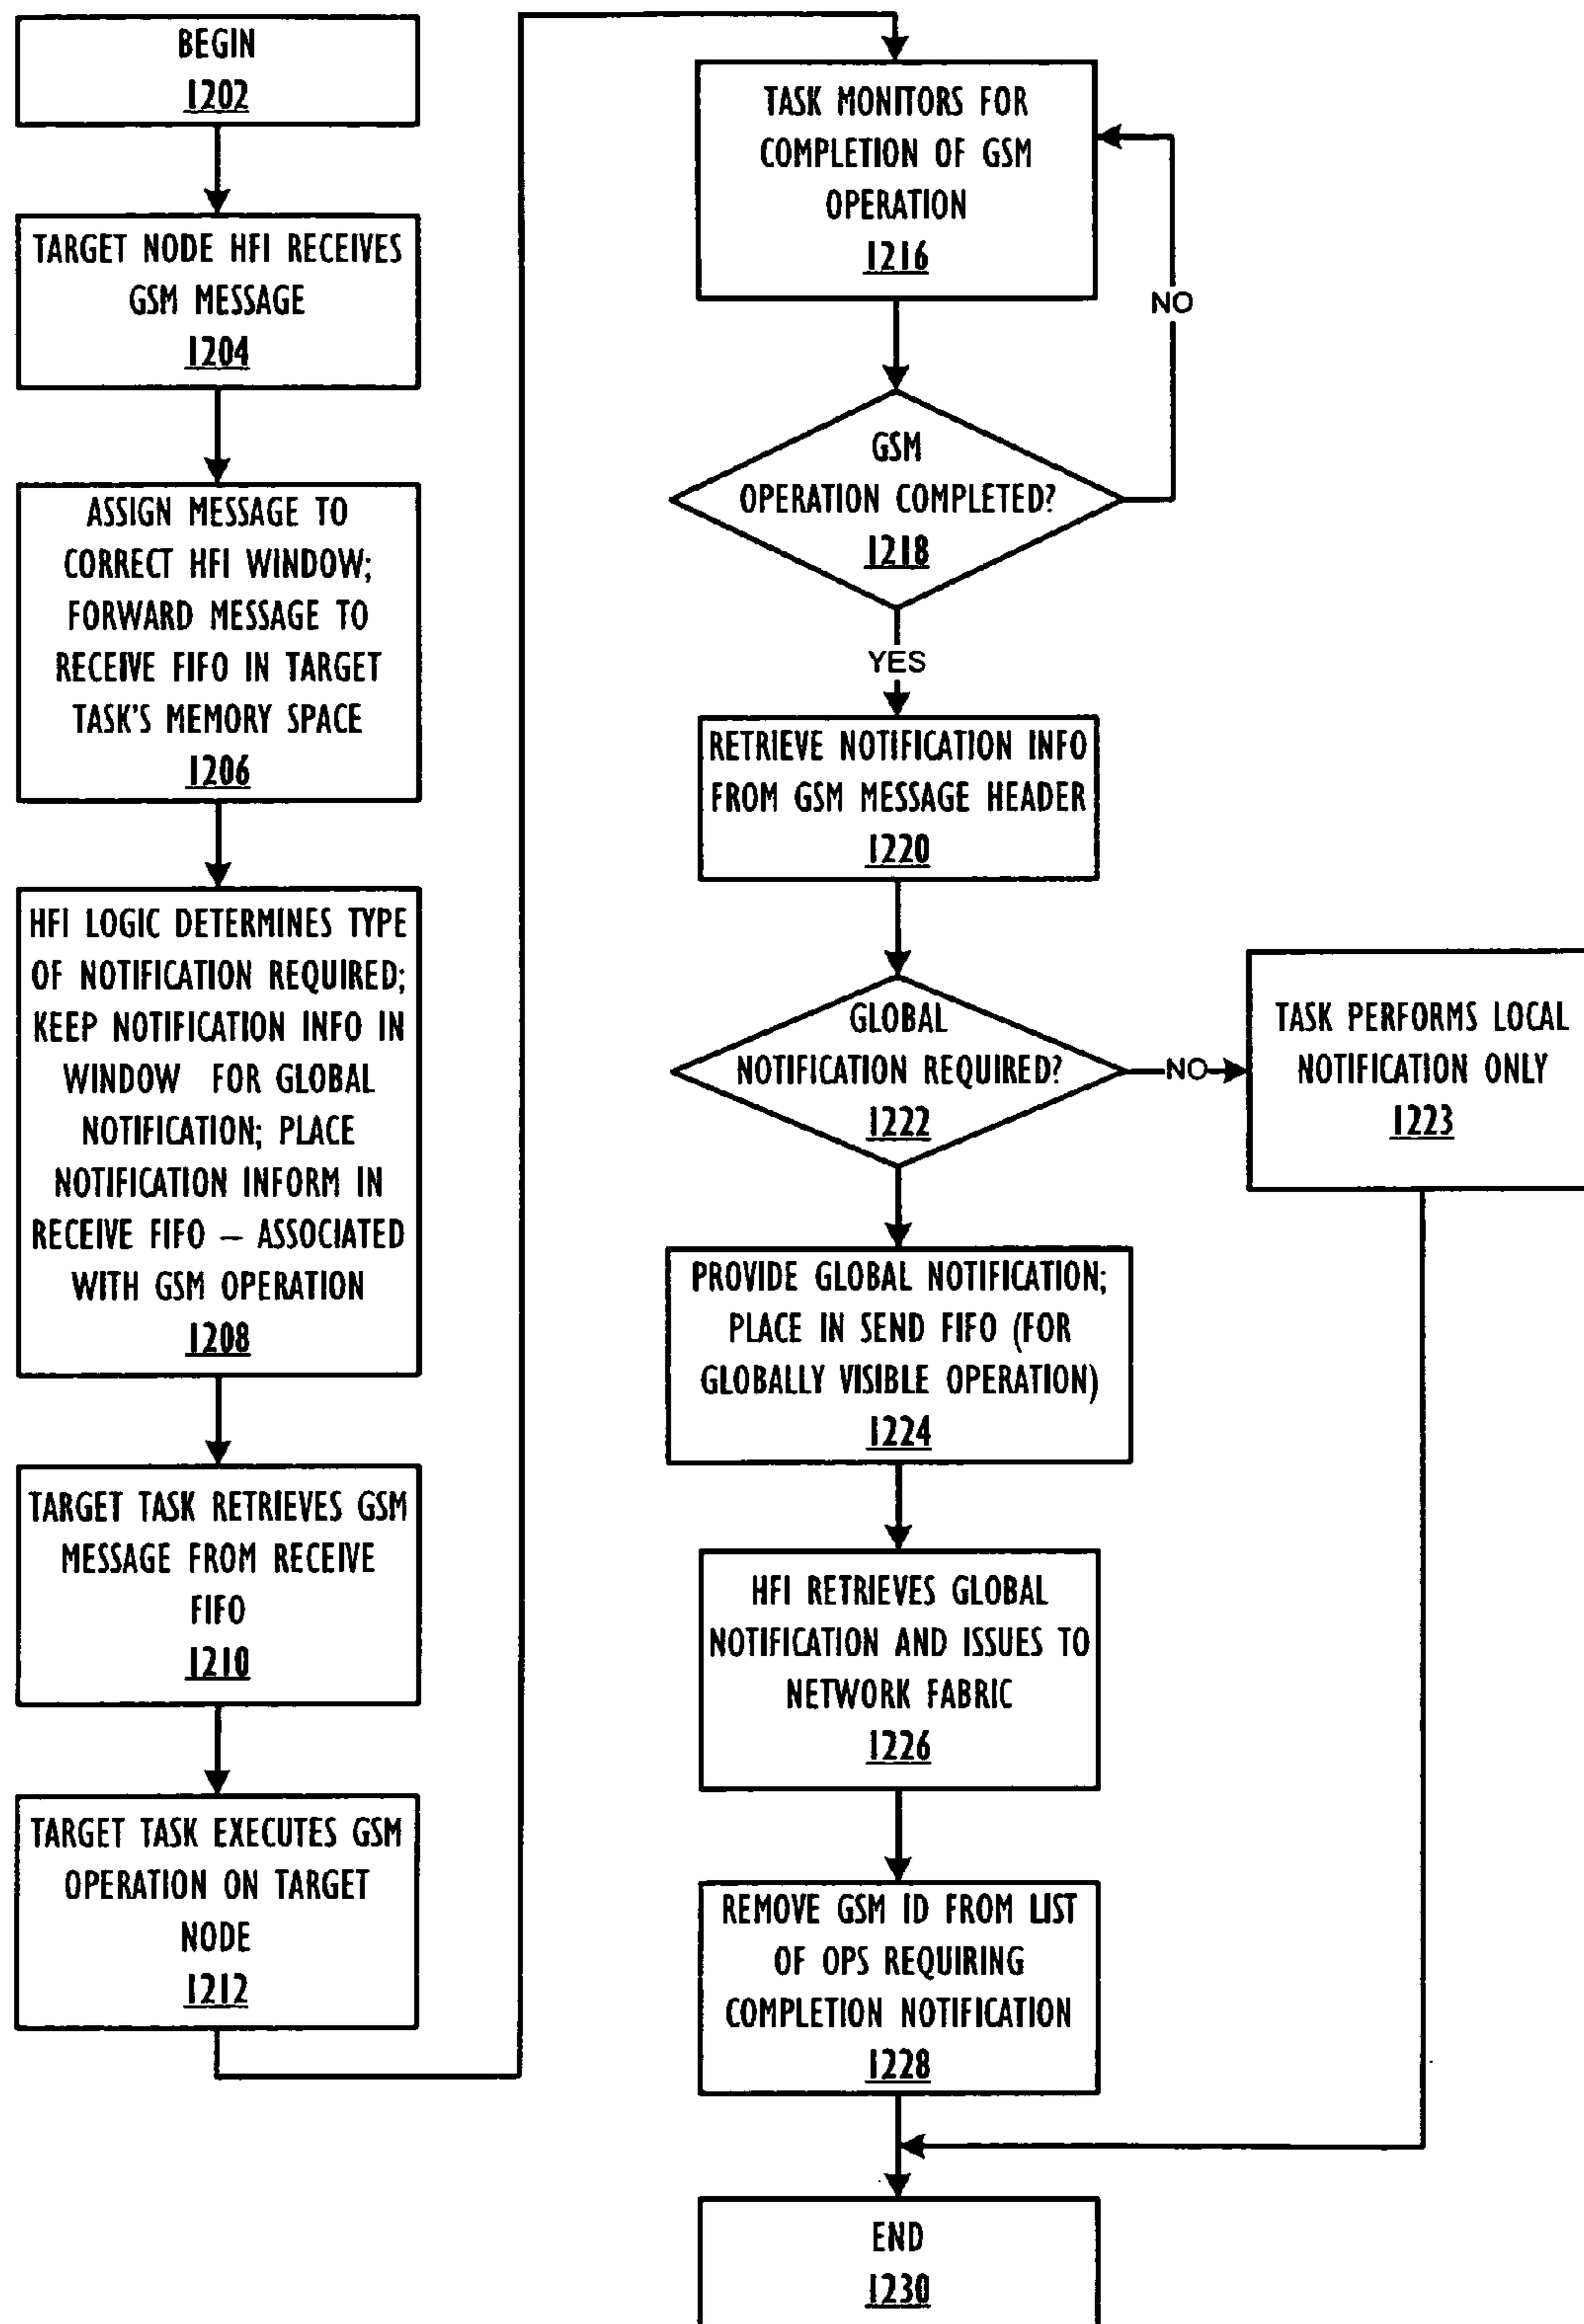 BEGIN
1202
TARGET NODE HFI RECEIVES
GSM MESSAGE
1204
ASSIGN MESSAGE TO
CORRECT HFI WINDOW;
FORWARD MESSAGE TO
RECEIVE FIFO IN TARGET
TASK'S MEMORY SPACE
1206
HFI LOGIC DETERMINES TYPE
OF NOTIFICATION REQUIRED;
KEEP NOTIFICATION INFO IN
WINDOW FOR GLOBAL
NOTIFICATION; PLACE
NOTIFICATION INFORM IN
RECEIVE FIFO – ASSOCIATED
WITH GSM OPERATION
1208
TARGET TASK RETRIEVES GSM
MESSAGE FROM RECEIVE
FIFO
1210
TARGET TASK EXECUTES GSM
OPERATION ON TARGET
NODE
1212
TASK MONITORS FOR
COMPLETION OF GSM
OPERATION
1216
NO
GSM
OPERATION COMPLETED?
1218
YES
RETRIEVE NOTIFICATION INFO
FROM GSM MESSAGE HEADER
1220
GLOBAL
NOTIFICATION REQUIRED?
1222
NO
TASK PERFORMS LOCAL
NOTIFICATION ONLY
1223
PROVIDE GLOBAL NOTIFICATION;
PLACE IN SEND FIFO (FOR
GLOBALLY VISIBLE OPERATION)
1224
HFI RETRIEVES GLOBAL
NOTIFICATION AND ISSUES TO
NETWORK FABRIC
1226
REMOVE GSM ID FROM LIST
OF OPS REQUIRING
COMPLETION NOTIFICATION
1228
END
1230